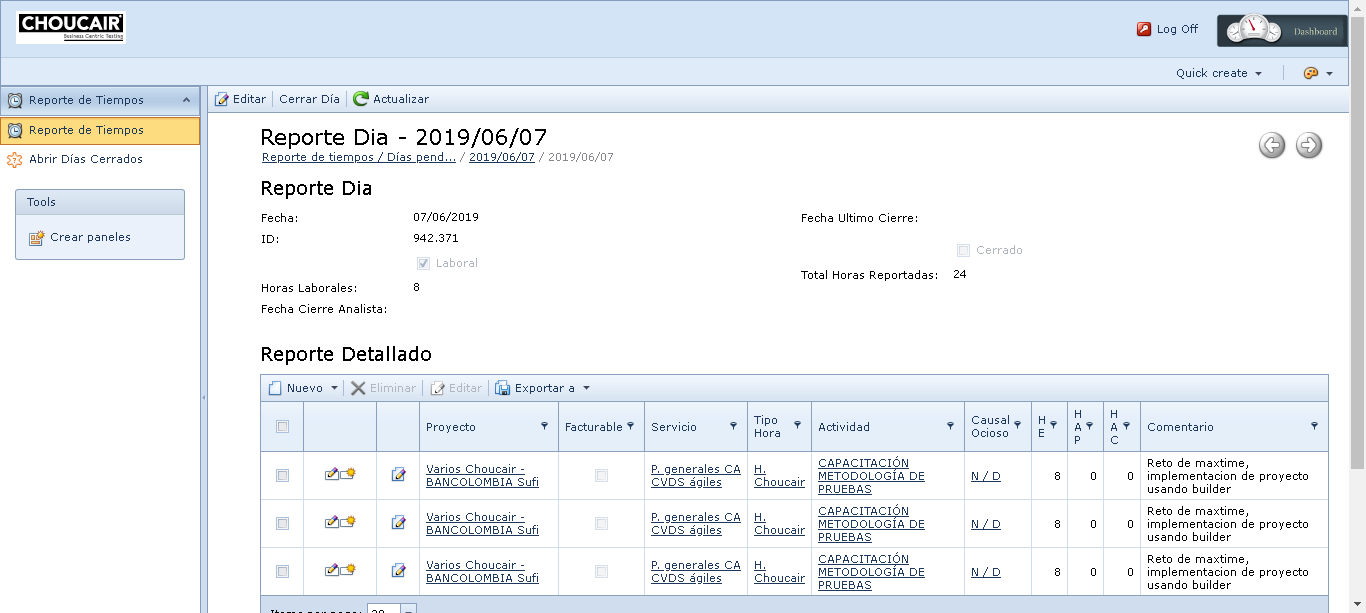 CHOUCAIR
Business Centric Testing
Log Off
Dashboard
Quick create
Reporte de Tiempos
Reporte de Tiempos
Abrir Días Cerrados
Tools
Crear paneles
Editar Cerrar Día Actualizar
Reporte Dia - 2019/06/07
Reporte de tiempos / Días pend... / 2019/06/07 / 2019/06/07
Reporte Dia
Fecha: 07/06/2019 Fecha Ultimo Cierre:
ID: 942.371
Cerrado
Laboral
Total Horas Reportadas: 24
Horas Laborales: 8
Fecha Cierre Analista:
Reporte Detallado
Nuevo Eliminar Editar Exportar a
Proyecto Facturable Servicio Tipo Hora Actividad Causal Ocioso H E H A P H A C Comentario
Varios Choucair - P. generales CA H. CAPACITACIÓN N / D 8 0 0 Reto de maxtime,
BANCOLOMBIA Sufi CVDS ágiles Choucair METODOLOGÍA DE implementacion de proyecto
PRUEBAS usando builder
Varios Choucair - P. generales CA H. CAPACITACIÓN N / D 8 0 0 Reto de maxtime,
BANCOLOMBIA Sufi CVDS ágiles Choucair METODOLOGÍA DE implementacion de proyecto
PRUEBAS usando builder
Varios Choucair - P. generales CA H. CAPACITACIÓN N / D 8 0 0 Reto de maxtime,
BANCOLOMBIA Sufi CVDS ágiles Choucair METODOLOGÍA DE implementacion de proyecto
PRUEBAS usando builder
Items per page: 20